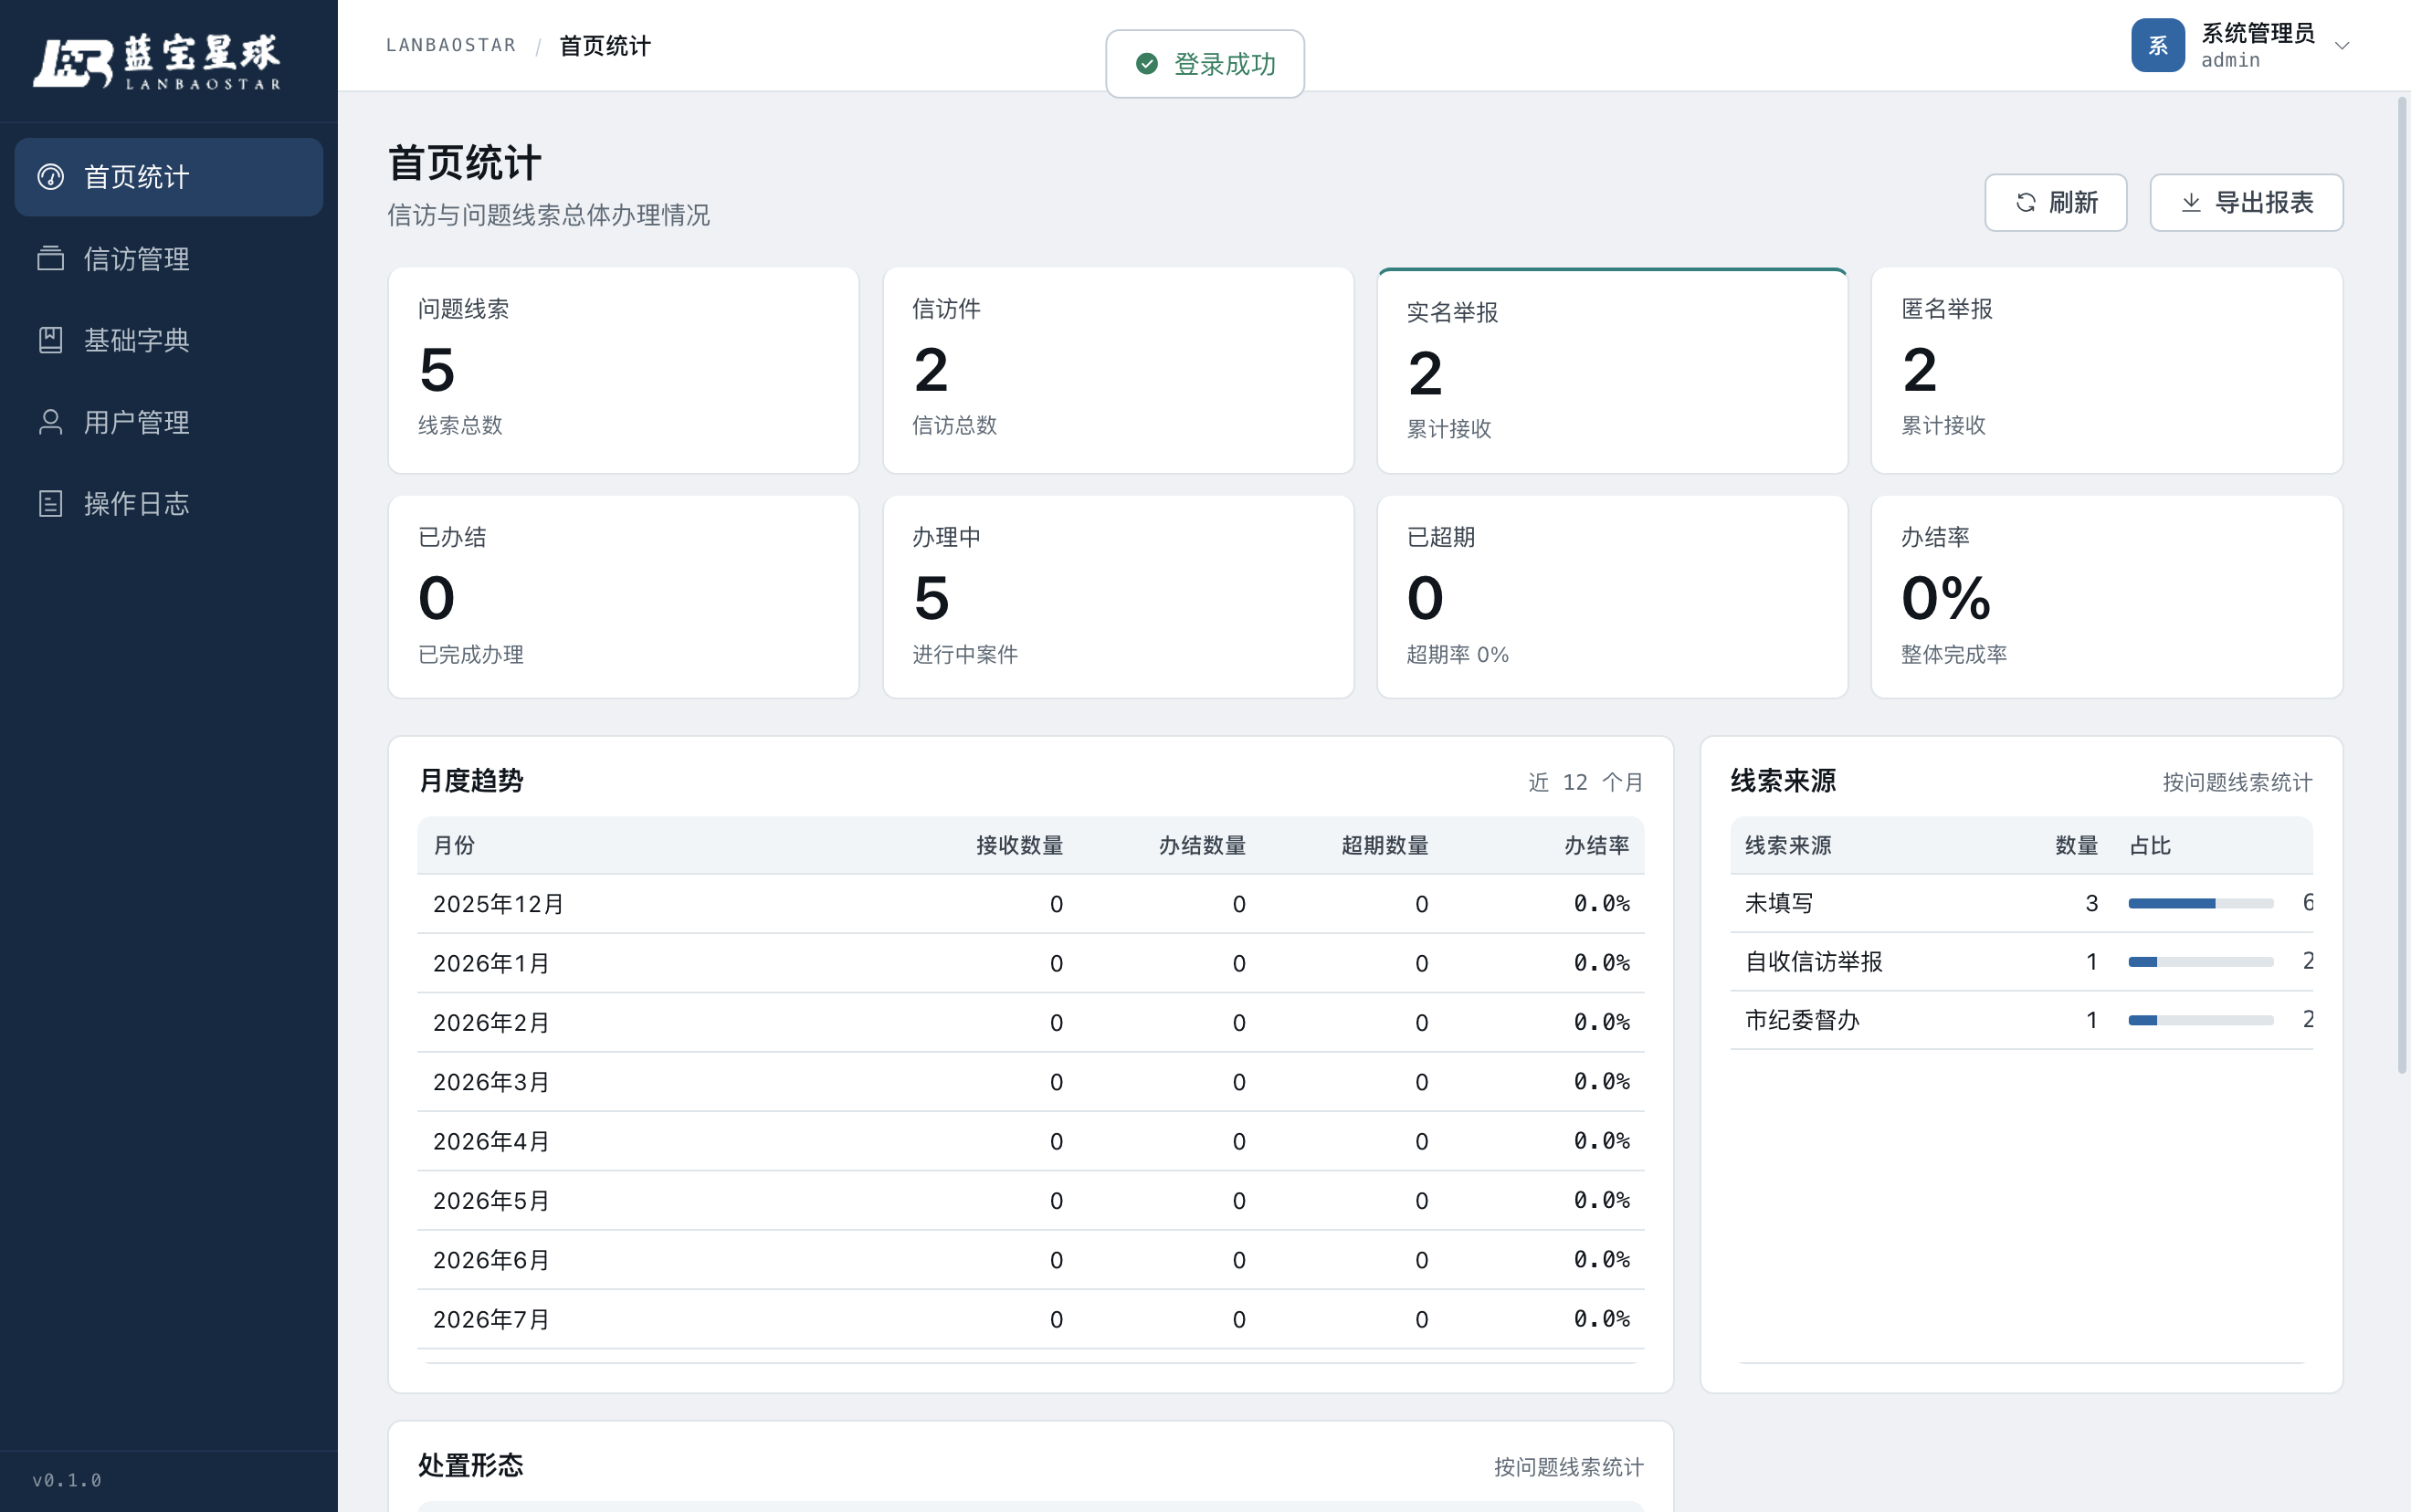 蓝宝星球
LANBAOSTAR
LANBAOSTAR / 首页统计
登录成功
系 系统管理员
admin
首页统计
信访管理
基础字典
用户管理
操作日志
v0.1.0
首页统计
信访与问题线索总体办理情况
刷新 导出报表
问题线索
5
线索总数
信访件
2
信访总数
实名举报
2
累计接收
匿名举报
2
累计接收
已办结
0
已完成办理
办理中
5
进行中案件
已超期
0
超期率 0%
办结率
0%
整体完成率
月度趋势 近 12 个月
月份 接收数量 办结数量 超期数量 办结率
2025年12月 0 0 0 0.0%
2026年1月 0 0 0 0.0%
2026年2月 0 0 0 0.0%
2026年3月 0 0 0 0.0%
2026年4月 0 0 0 0.0%
2026年5月 0 0 0 0.0%
2026年6月 0 0 0 0.0%
2026年7月 0 0 0 0.0%
线索来源 按问题线索统计
线索来源 数量 占比
未填写 3 6
自收信访举报 1 2
市纪委督办 1 2
处置形态 按问题线索统计